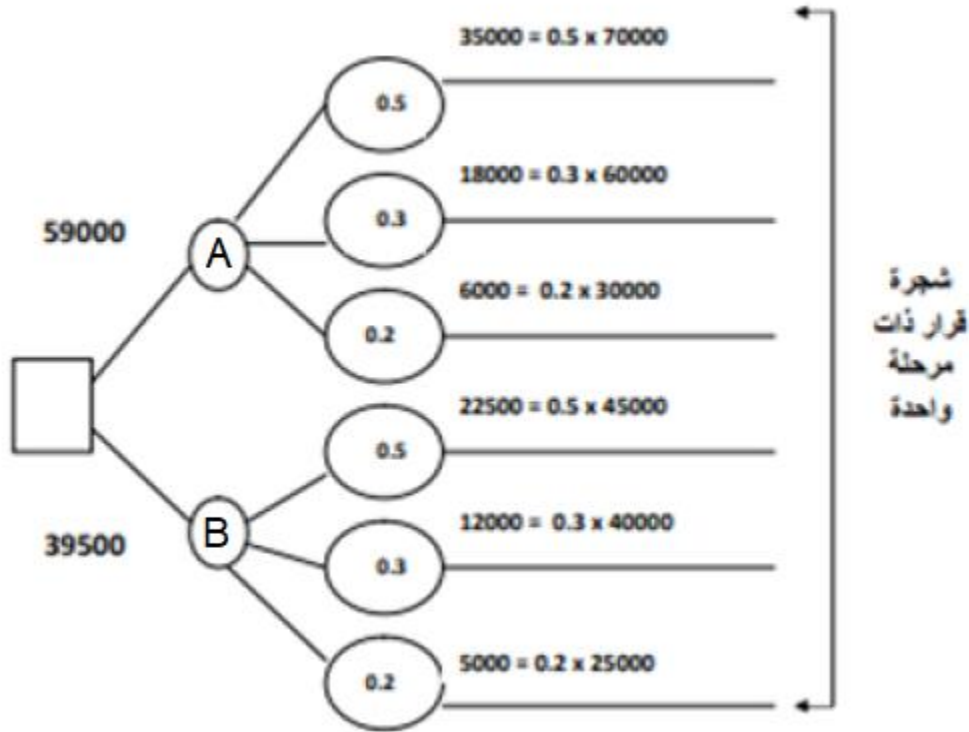 35000 = 0.5 x 70000
0.5
18000 = 0.3 x 60000
0.3
59000
A
6000 = 0.2 x 30000
0.2
22500 = 0.5 x 45000
0.5
39500
B
12000 = 0.3 x 40000
0.3
5000 = 0.2 x 25000
0.2
شجرة
قرار ذات
مرحلة
واحدة